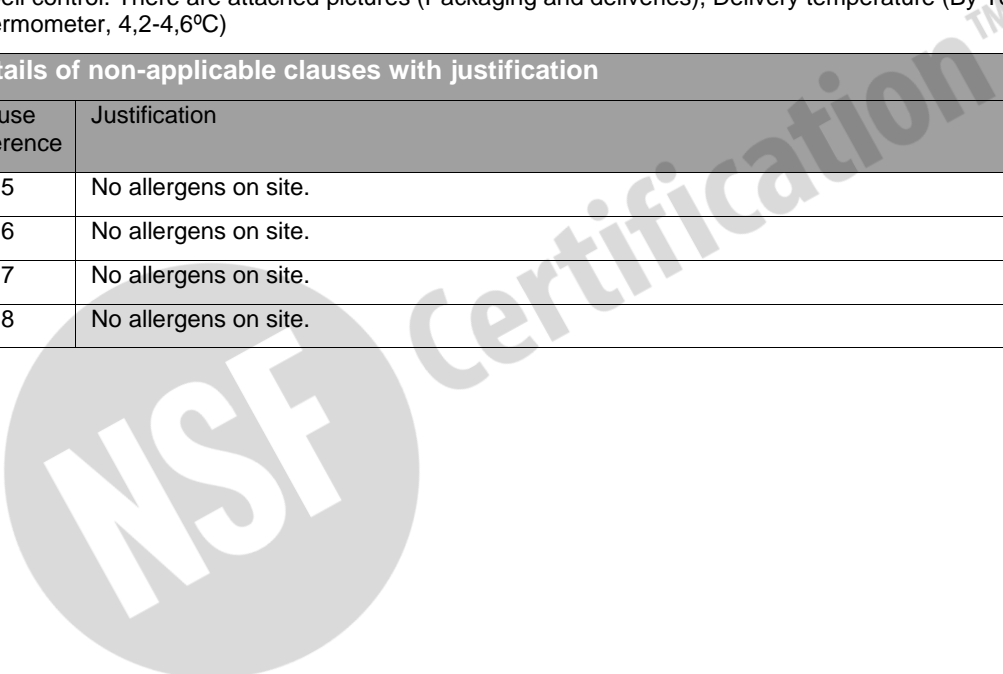 ell control. There are attached pictures (Packaging and deliveries); Delivery temperature (By
ermometer, 4,2-4,6ºC)
tails of non-applicable clauses with justification
use
erence
Justification
5 No allergens on site.
6 No allergens on site.
7 No allergens on site.
8 No allergens on site.
NSF Certification™